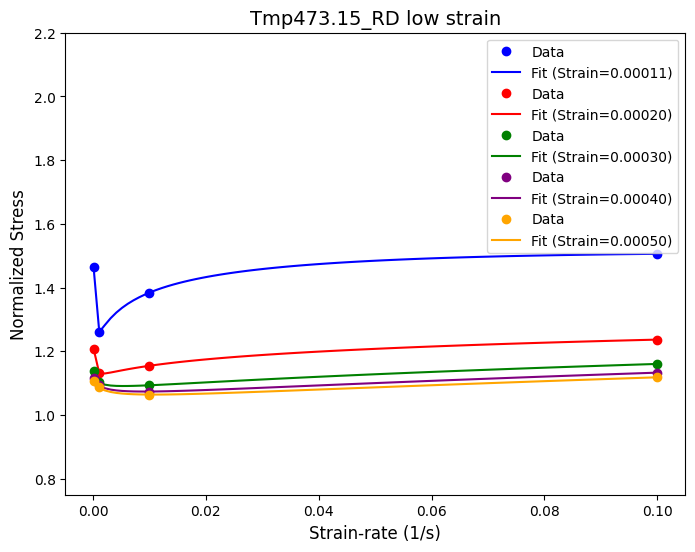 Tmp473.15_RD low strain
2.2
2.0
1.8
1.6
1.4
1.2
1.0
0.8
Normalized Stress
Data
Fit (Strain=0.00011)
Data
Fit (Strain=0.00020)
Data
Fit (Strain=0.00030)
Data
Fit (Strain=0.00040)
Data
Fit (Strain=0.00050)
0.00 0.02 0.04 0.06 0.08 0.10
Strain-rate (1/s)